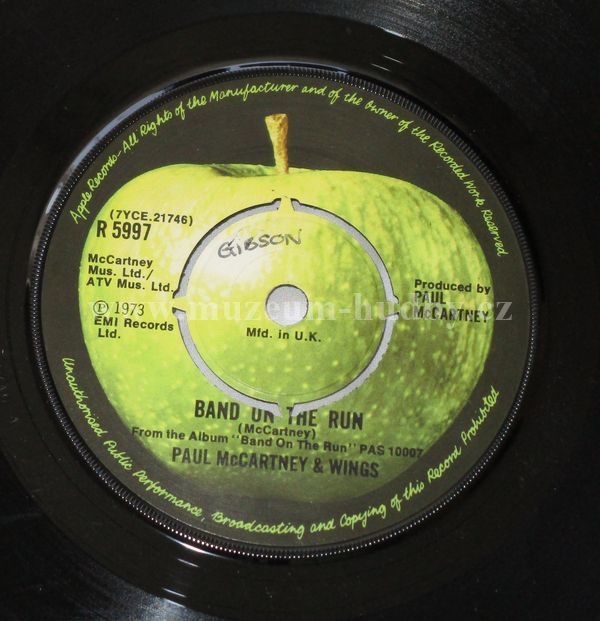 Apple Records-All Rights of the Manufacturer and of the Owner of the Recorded Work Reserved
(7YCE.21746)
R 5997
GIBSON
McCartney
Mus. Ltd./
ATV Mus. Ltd.
Ⓟ 1973
EMI Records
Ltd.
Produced by
PAUL
McCARTNEY
www.muzeum-hudby.cz
Mfd. in U.K.
BAND ON THE RUN
(McCartney)
From the Album "Band On The Run" PAS 10007
PAUL McCARTNEY & WINGS
Unauthorised Public Performance, Broadcasting and Copying of this Record Prohibited